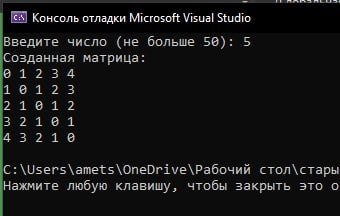 Консоль отладки Microsoft Visual Studio
Введите число (не больше 50): 5
Созданная матрица:
0 1 2 3 4
1 0 1 2 3
2 1 0 1 2
3 2 1 0 1
4 3 2 1 0
C:\Users\amets\OneDrive\Рабочий стол\стары
Нажмите любую клавишу, чтобы закрыть это о